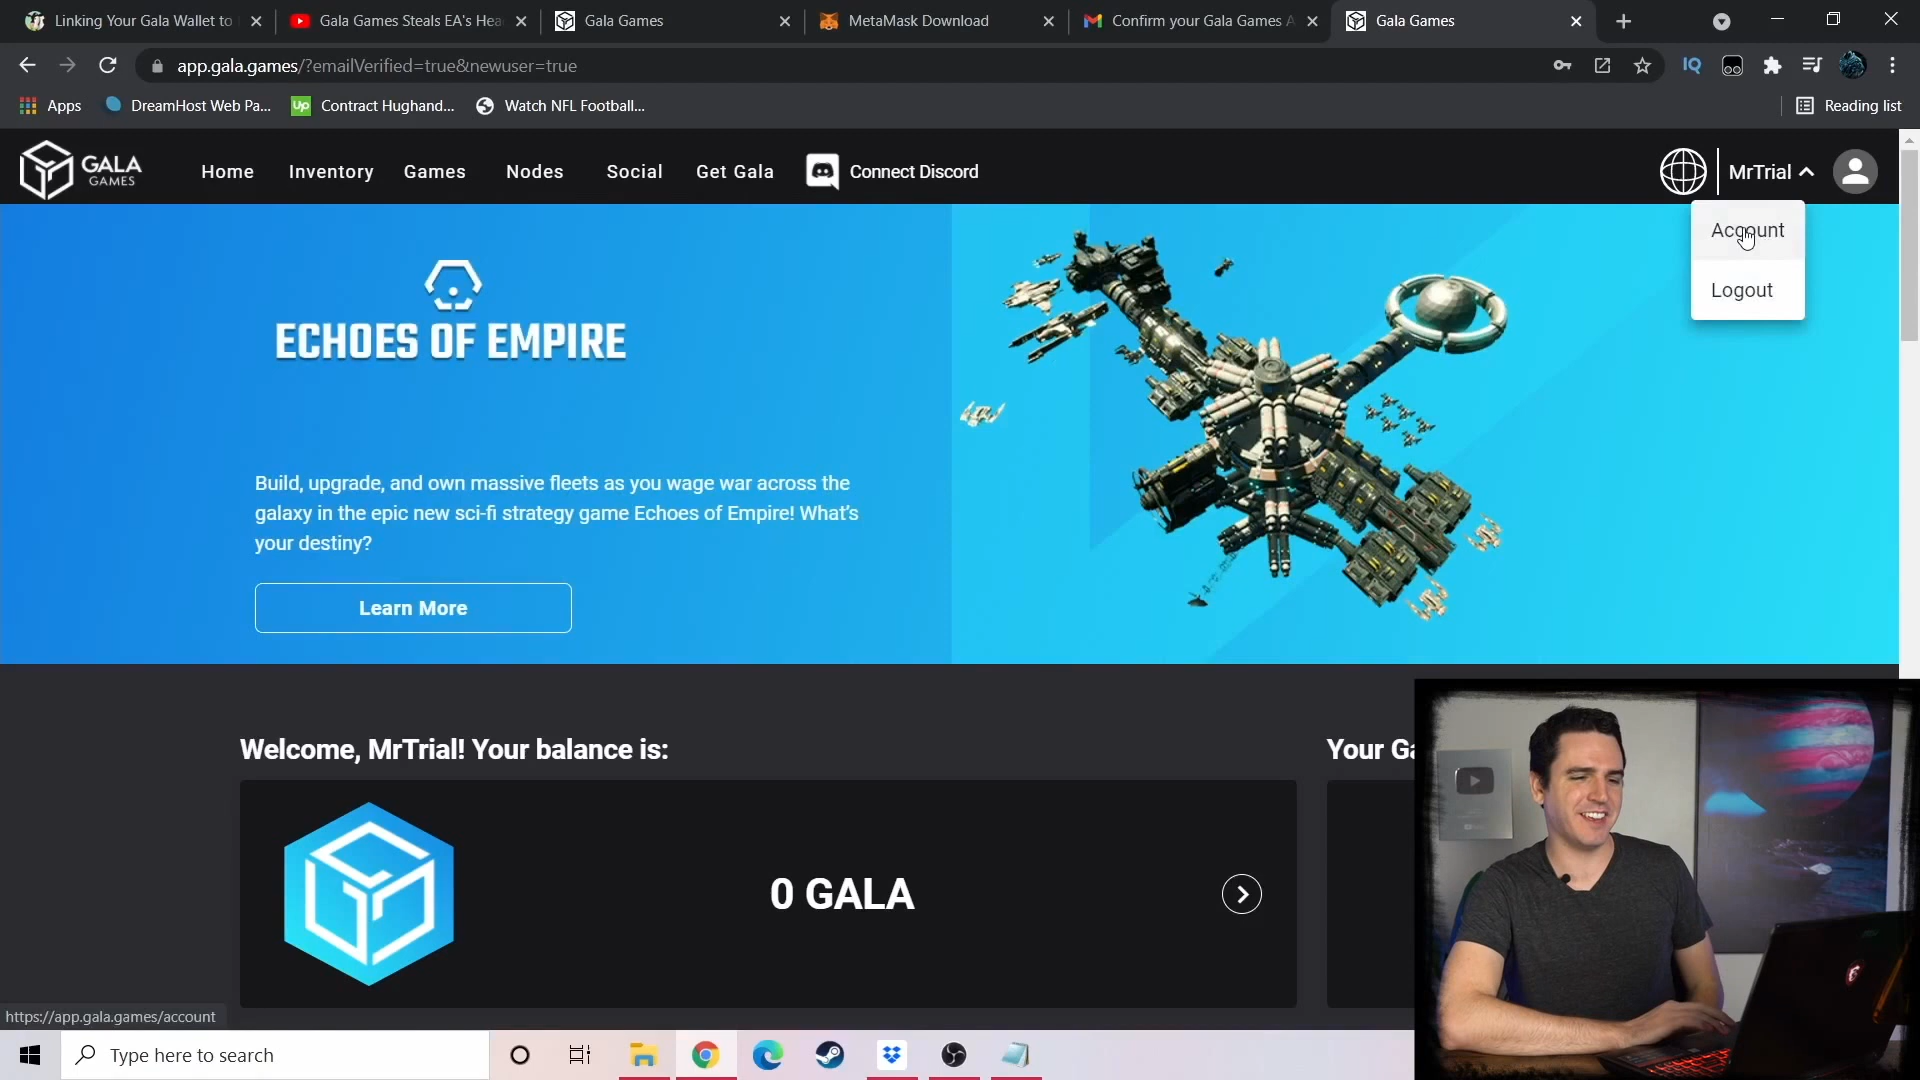 Linking Your Gala Wallet to
Gala Games Steals EA's Hea
Gala Games
MetaMask Download
Confirm your Gala Games A
Gala Games
app.gala.games/?emailVerified=true&newuser=true
Apps
DreamHost Web Pa...
Contract Hughand...
Watch NFL Football...
Reading list
GALA
GAMES
Home
Inventory
Games
Nodes
Social
Get Gala
Connect Discord
MrTrial
Account
Logout
ECHOES OF EMPIRE
Build, upgrade, and own massive fleets as you wage war across the
galaxy in the epic new sci-fi strategy game Echoes of Empire! What's
your destiny?
Learn More
Welcome, MrTrial! Your balance is:
Your Ga
0 GALA
https://app.gala.games/account
Type here to search